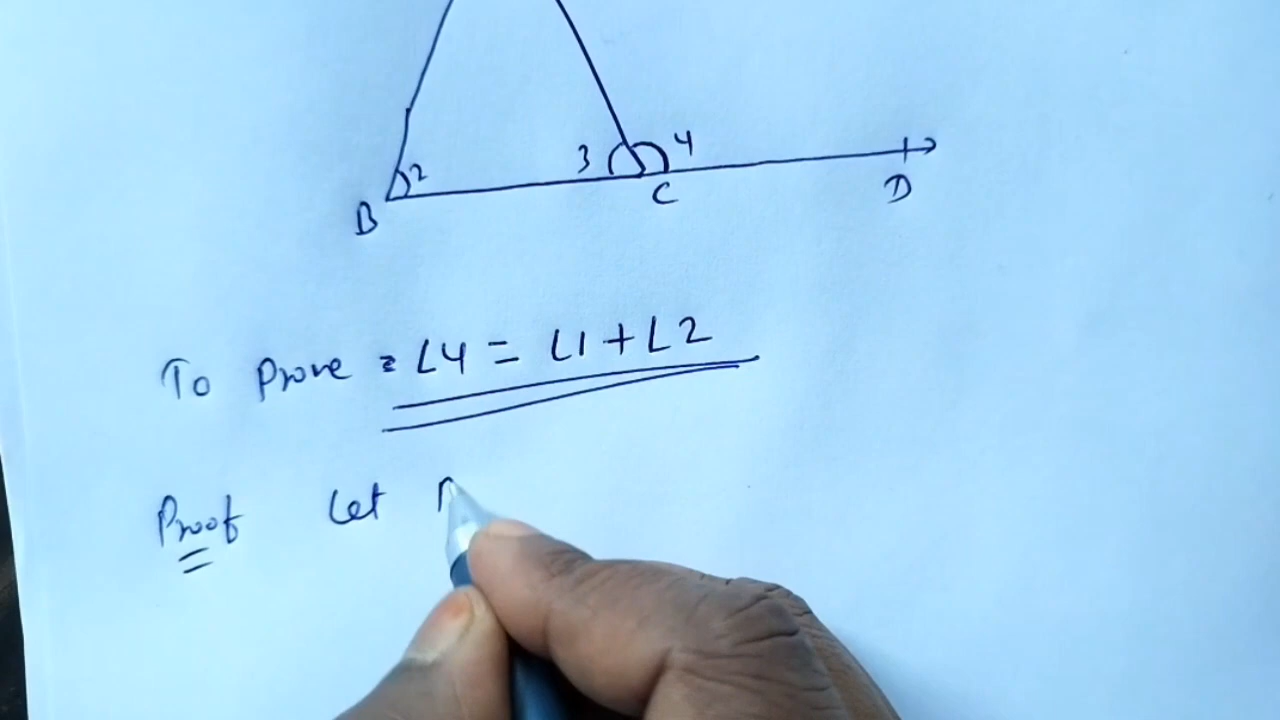 2
3
4
B
C
D
To Prove : ∠4 = ∠1 + ∠2
Proof Let